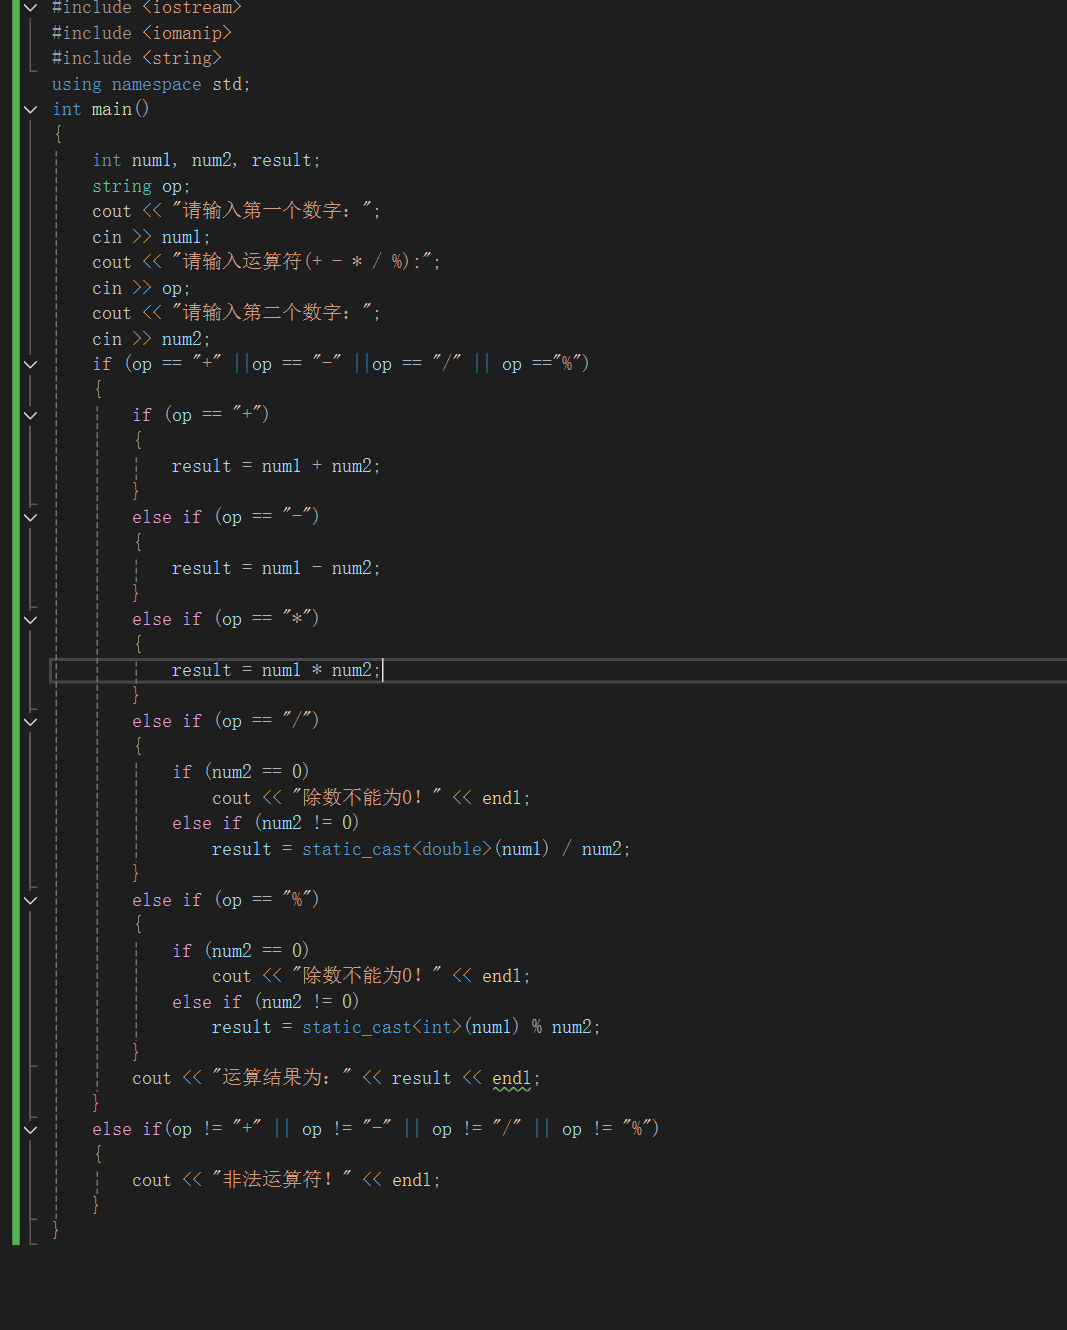 #include <iostream>
#include <iomanip>
#include <string>
using namespace std;
int main()
{
    int num1, num2, result;
    string op;
    cout << "请输入第一个数字：";
    cin >> num1;
    cout << "请输入运算符(+ - * / %):";
    cin >> op;
    cout << "请输入第二个数字：";
    cin >> num2;
    if (op == "+" ||op == "-" ||op == "/" || op =="%")
    {
        if (op == "+")
        {
            result = num1 + num2;
        }
        else if (op == "-")
        {
            result = num1 - num2;
        }
        else if (op == "*")
        {
            result = num1 * num2;
        }
        else if (op == "/")
        {
            if (num2 == 0)
                cout << "除数不能为0！" << endl;
            else if (num2 != 0)
                result = static_cast<double>(num1) / num2;
        }
        else if (op == "%")
        {
            if (num2 == 0)
                cout << "除数不能为0！" << endl;
            else if (num2 != 0)
                result = static_cast<int>(num1) % num2;
        }
        cout << "运算结果为：" << result << endl;
    }
    else if(op != "+" || op != "-" || op != "/" || op != "%")
    {
        cout << "非法运算符！" << endl;
    }
}